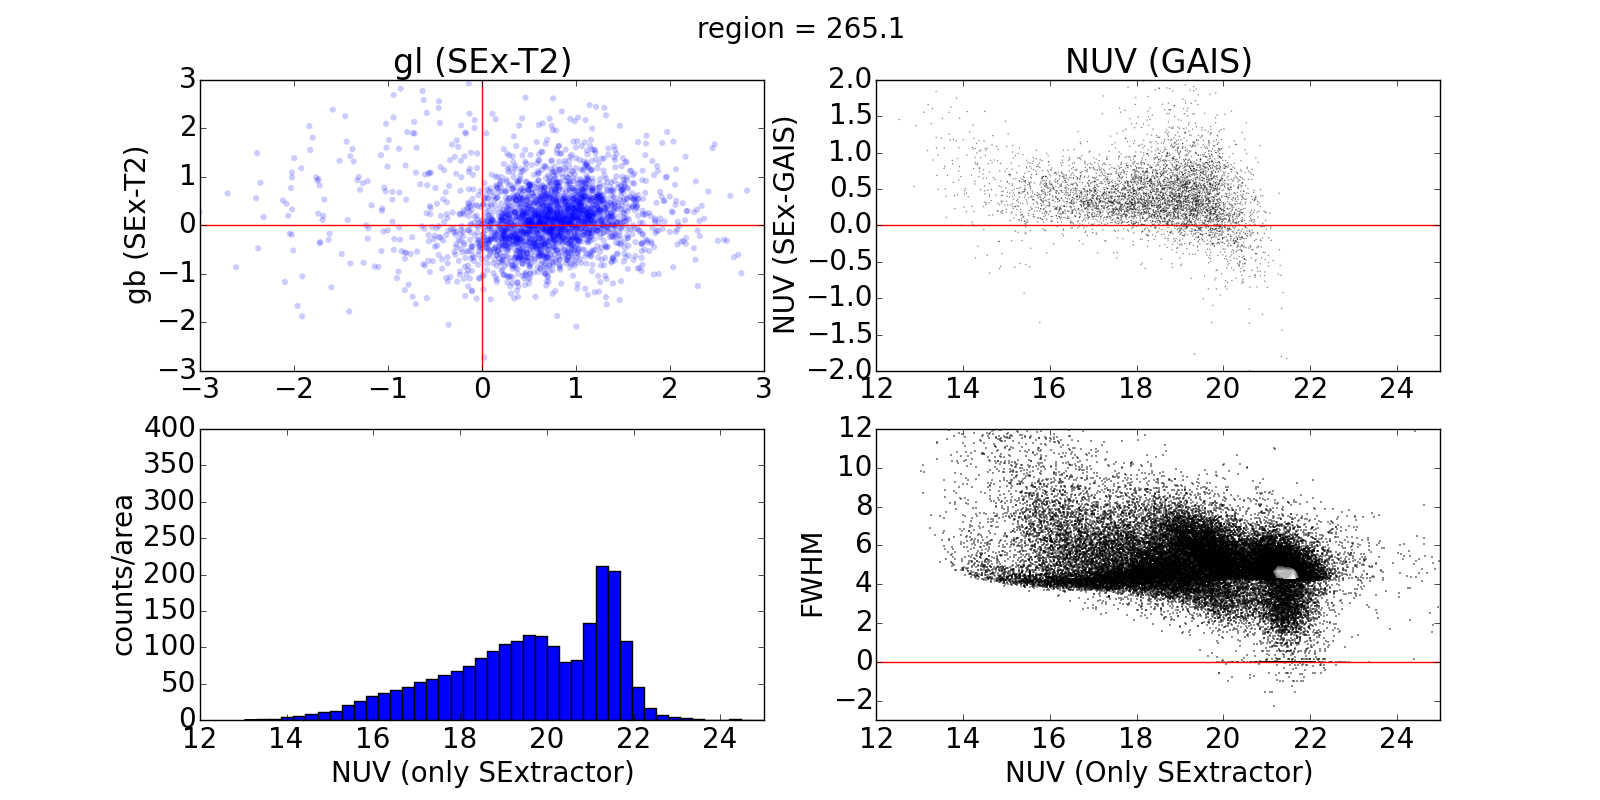 region = 265.1
gl (SEx-T2)
NUV (GAIS)
gb (SEx-T2)
3
2
1
0
−1
−2
−3
−3 −2 −1 0 1 2 3
NUV (SEx-GAIS)
2.0
1.5
1.0
0.5
0.0
−0.5
−1.0
−1.5
−2.0
12 14 16 18 20 22 24
counts/area
400
350
300
250
200
150
100
50
0
12 14 16 18 20 22 24
NUV (only SExtractor)
FWHM
12
10
8
6
4
2
0
−2
12 14 16 18 20 22 24
NUV (Only SExtractor)